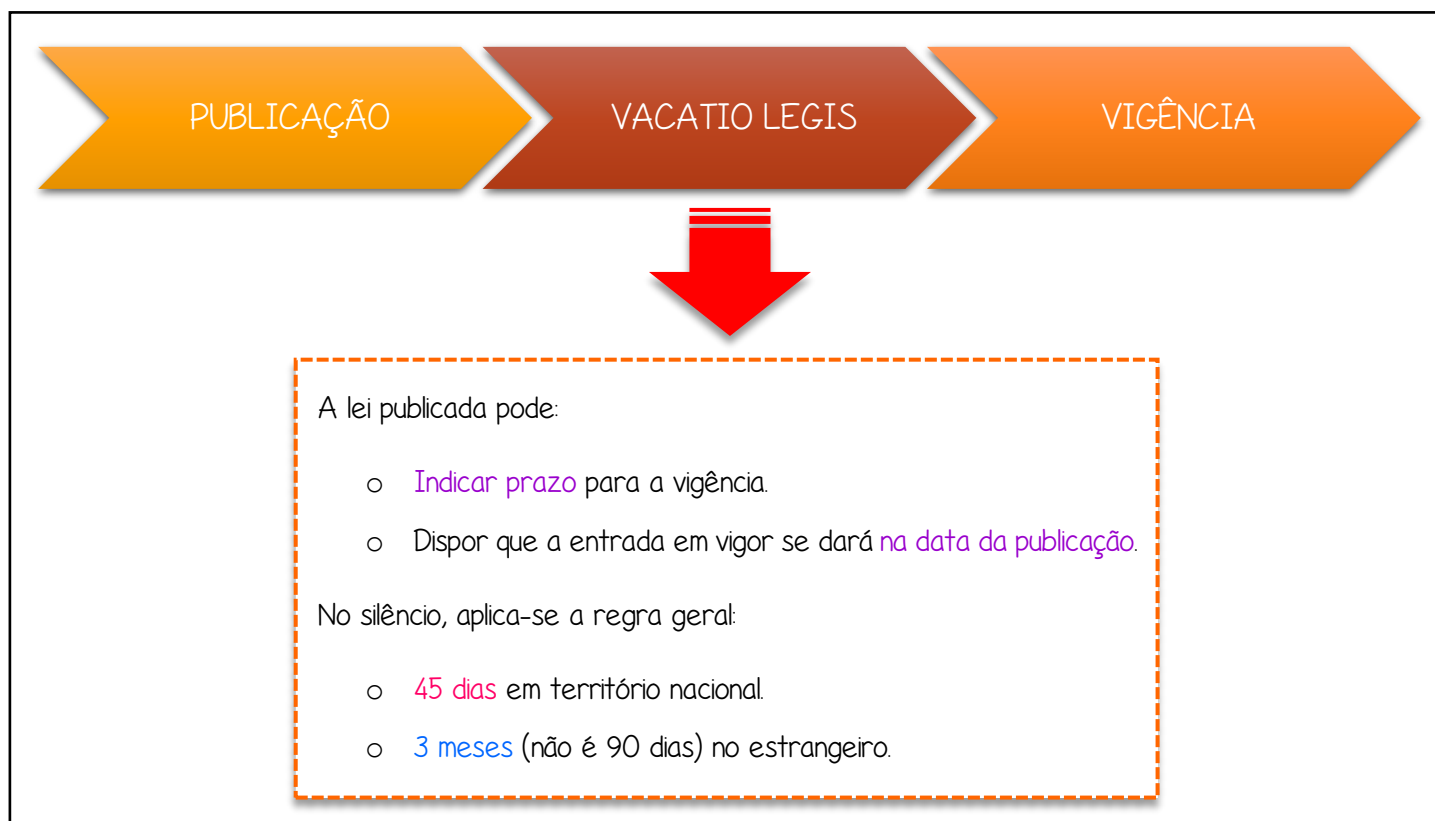 PUBLICAÇÃO
VACATIO LEGIS
VIGÊNCIA
A lei publicada pode:
o Indicar prazo para a vigência.
o Dispor que a entrada em vigor se dará na data da publicação.
No silêncio, aplica-se a regra geral:
o 45 dias em território nacional.
o 3 meses (não é 90 dias) no estrangeiro.